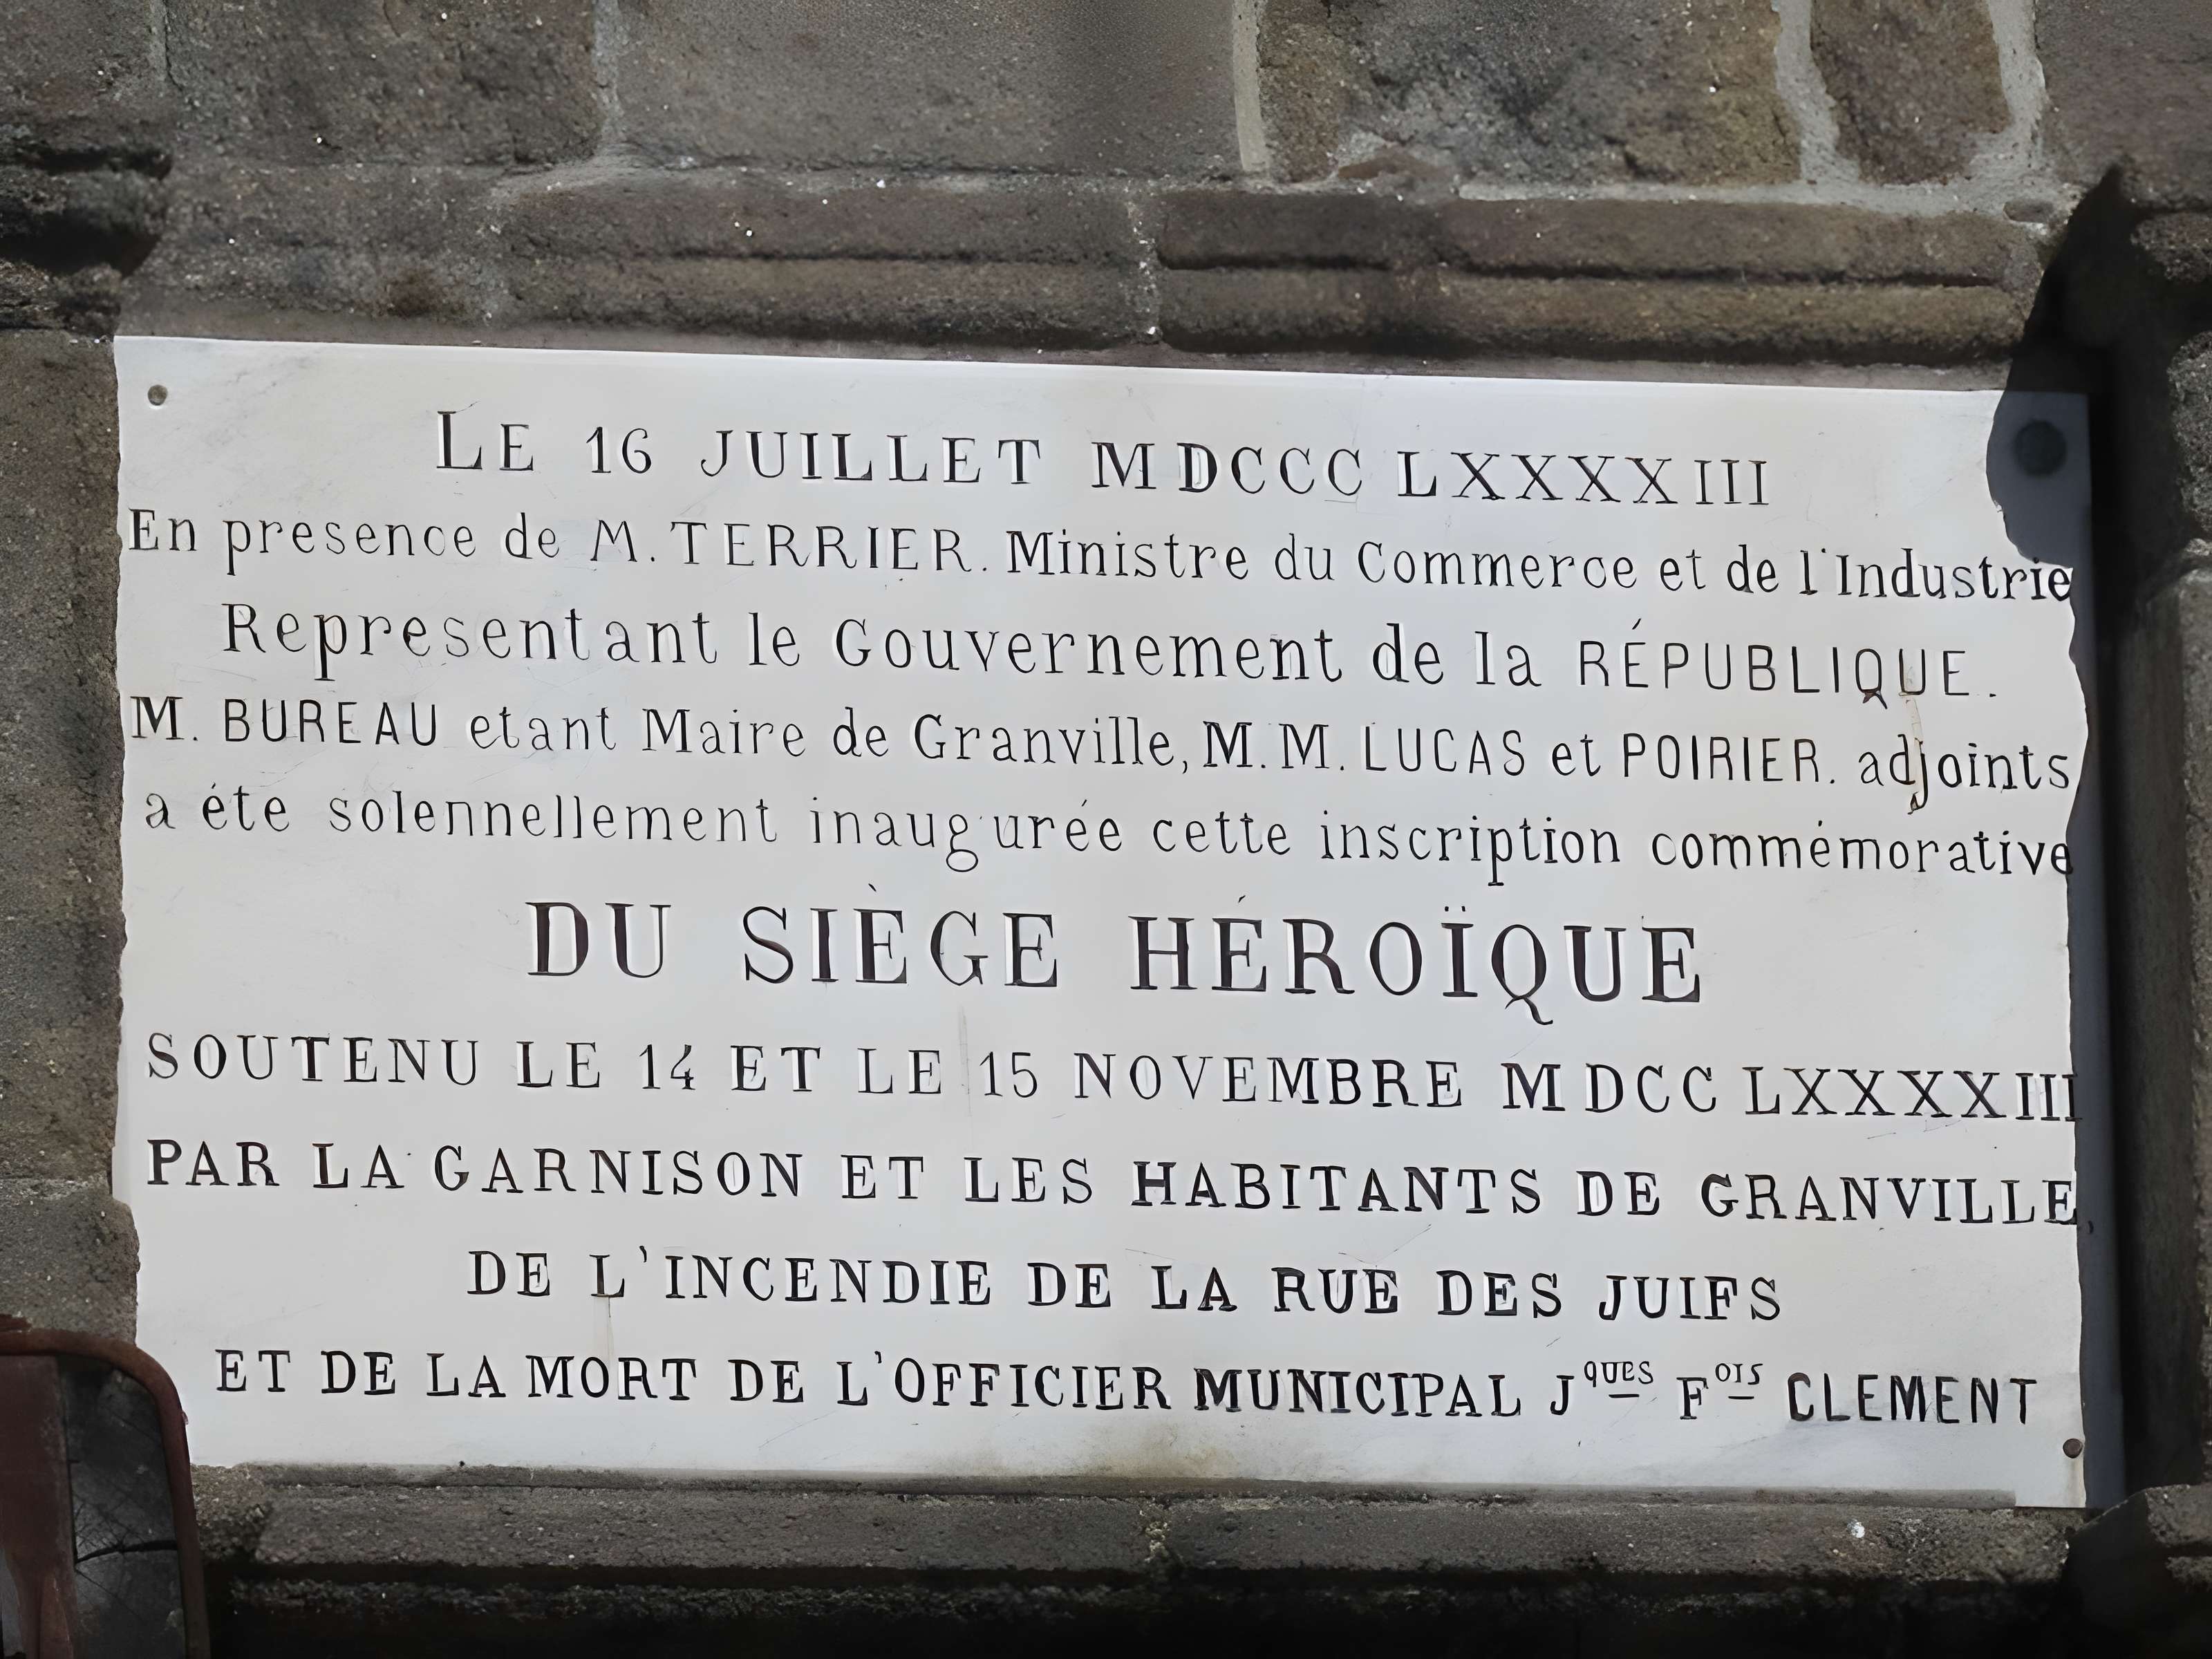 LE 16 JUILLET MDCCC LXXXXIII
En presence de M. TERRIER. Ministre du Commerce et de l'Industrie
Representant le Gouvernement de la RÉPUBLIQUE.
M. BUREAU etant Maire de Granville, M.M. LUCAS et POIRIER. adjoints
a éte solennellement inaugurée cette inscription commémorative
DU SIÈGE HÉROÏQUE
SOUTENU LE 14 ET LE 15 NOVEMBRE MDCC LXXXXIII
PAR LA GARNISON ET LES HABITANTS DE GRANVILLE,
DE L'INCENDIE DE LA RUE DES JUIFS
ET DE LA MORT DE L'OFFICIER MUNICIPAL Jques Fois CLEMENT